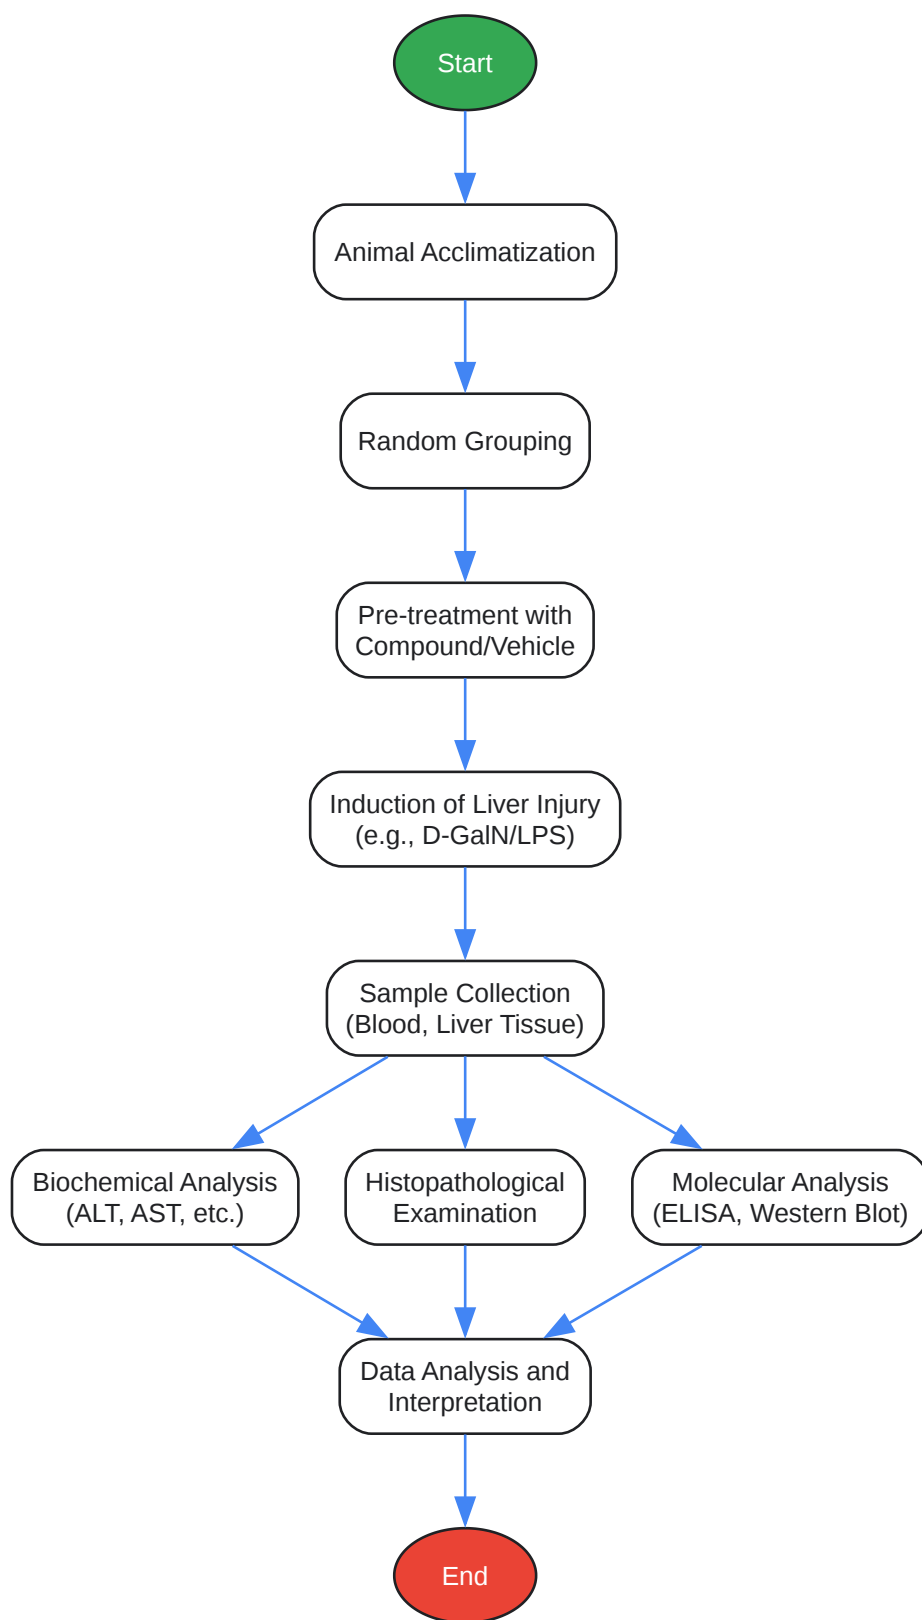 Start
Animal Acclimatization
Random Grouping
Pre-treatment with
Compound/Vehicle
Induction of Liver Injury
(e.g., D-GalN/LPS)
Sample Collection
(Blood, Liver Tissue)
Biochemical Analysis
(ALT, AST, etc.)
Histopathological
Examination
Molecular Analysis
(ELISA, Western Blot)
Data Analysis and
Interpretation
End